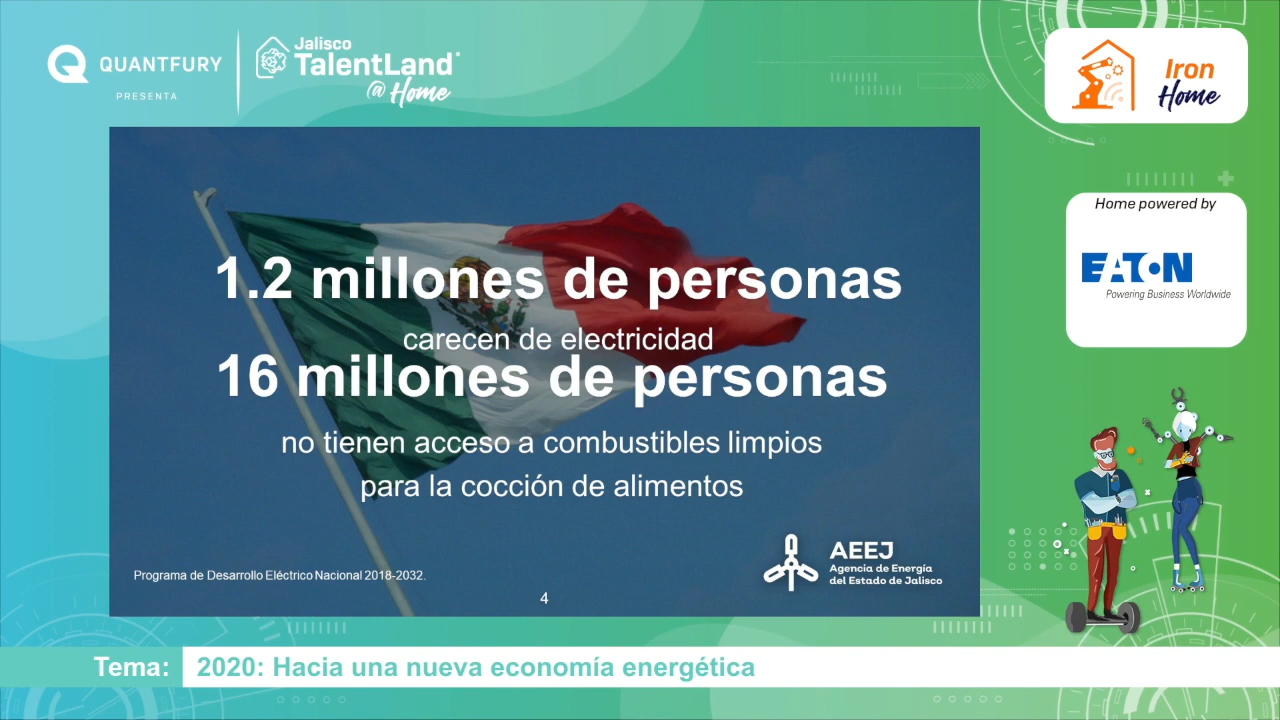 QUANTFURY
PRESENTA
Jalisco
TalentLand
@ Home
Iron
Home
Home powered by
EATON
Powering Business Worldwide
1.2 millones de personas
carecen de electricidad
16 millones de personas
no tienen acceso a combustibles limpios
para la cocción de alimentos
AEEJ
Agencia de Energía
del Estado de Jalisco
Programa de Desarrollo Eléctrico Nacional 2018-2032.
4
Tema: 2020: Hacia una nueva economía energética